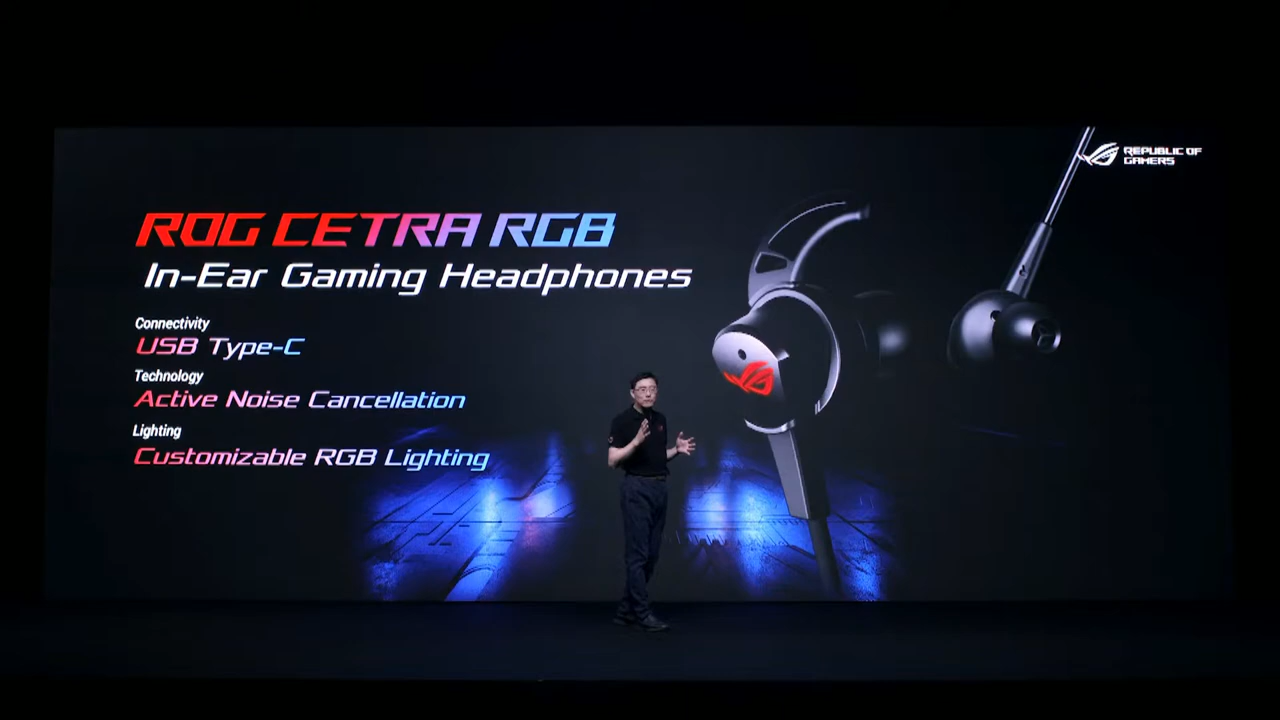 REPUBLIC OF
GAMERS
ROG CETRA RGB
In-Ear Gaming Headphones
Connectivity
USB Type-C
Technology
Active Noise Cancellation
Lighting
Customizable RGB Lighting